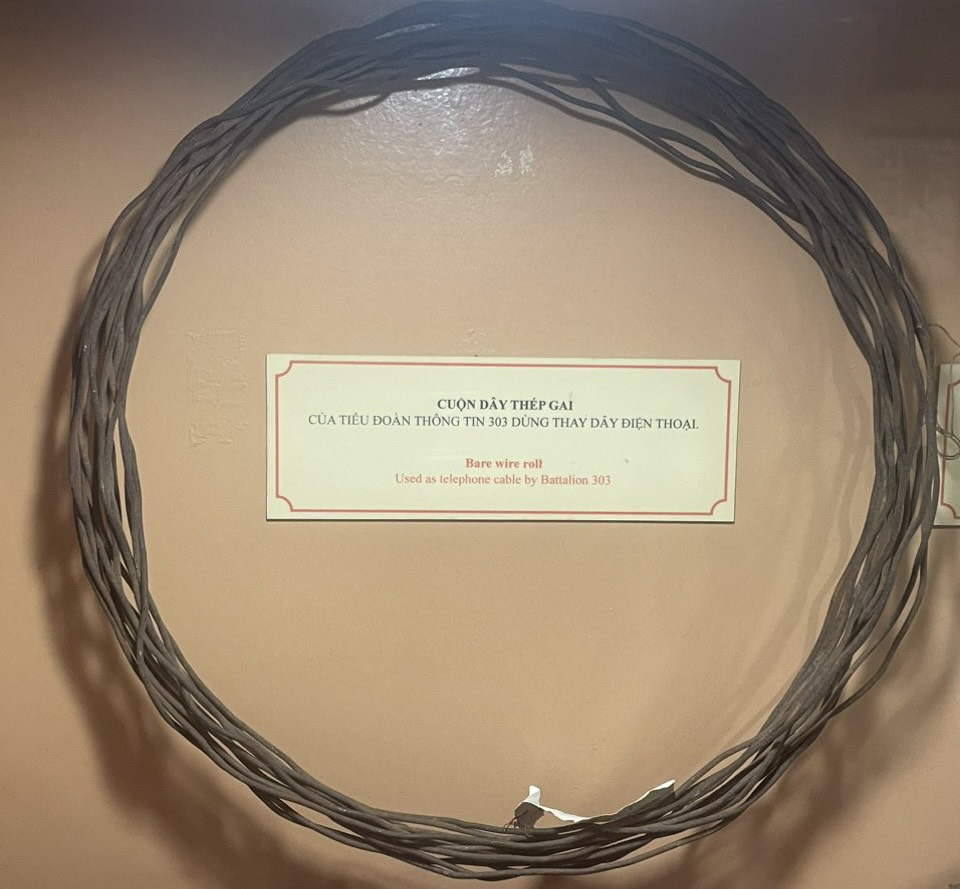 CUỘN DÂY THÉP GAI
CỦA TIỂU ĐOÀN THÔNG TIN 303 DÙNG THAY DÂY ĐIỆN THOẠI.
Bare wire roll
Used as telephone cable by Battalion 303